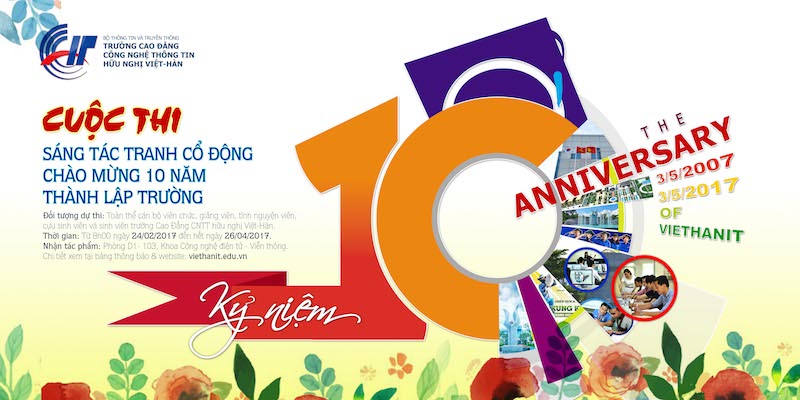 CIT
BỘ THÔNG TIN VÀ TRUYỀN THÔNG
TRƯỜNG CAO ĐẲNG
CÔNG NGHỆ THÔNG TIN
HỮU NGHỊ VIỆT-HÀN
CUỘC THI
SÁNG TÁC TRANH CỔ ĐỘNG
CHÀO MỪNG 10 NĂM
THÀNH LẬP TRƯỜNG
Đối tượng dự thi: Toàn thể cán bộ viên chức, giảng viên, tình nguyện viên,
cựu sinh viên và sinh viên trường Cao Đẳng CNTT hữu nghị Việt-Hàn.
Thời gian: Từ 8h00 ngày 24/02/2017 đến hết ngày 26/04/2017.
Nhận tác phẩm: Phòng D1- 103, Khoa Công nghệ điện tử - Viễn thông.
Chi tiết xem tại bảng thông báo & website: viethanit.edu.vn
Kỷ niệm
10
THE
ANNIVERSARY
3/5/2007
3/5/2017
OF
VIETHANIT